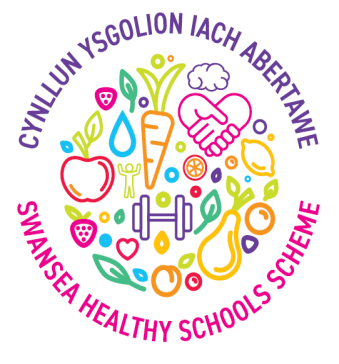 CYNLLUN YSGOLION IACH ABERTAWE
SWANSEA HEALTHY SCHOOLS SCHEME